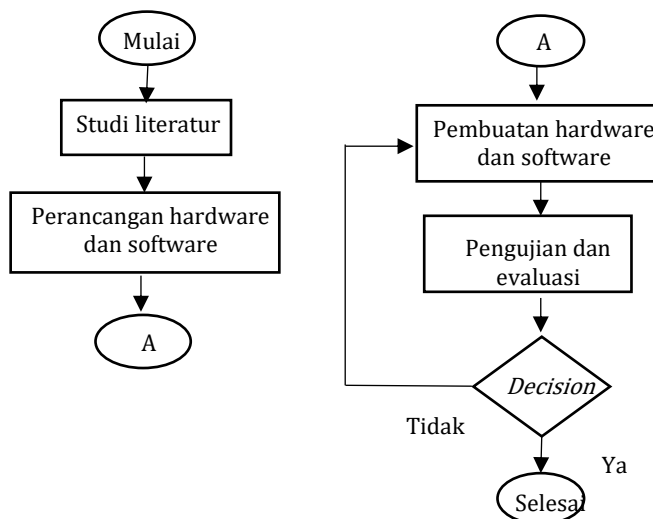 Mulai
Studi literatur
Perancangan hardware
dan software
A
A
Pembuatan hardware
dan software
Pengujian dan
evaluasi
Decision
Tidak
Ya
Selesai